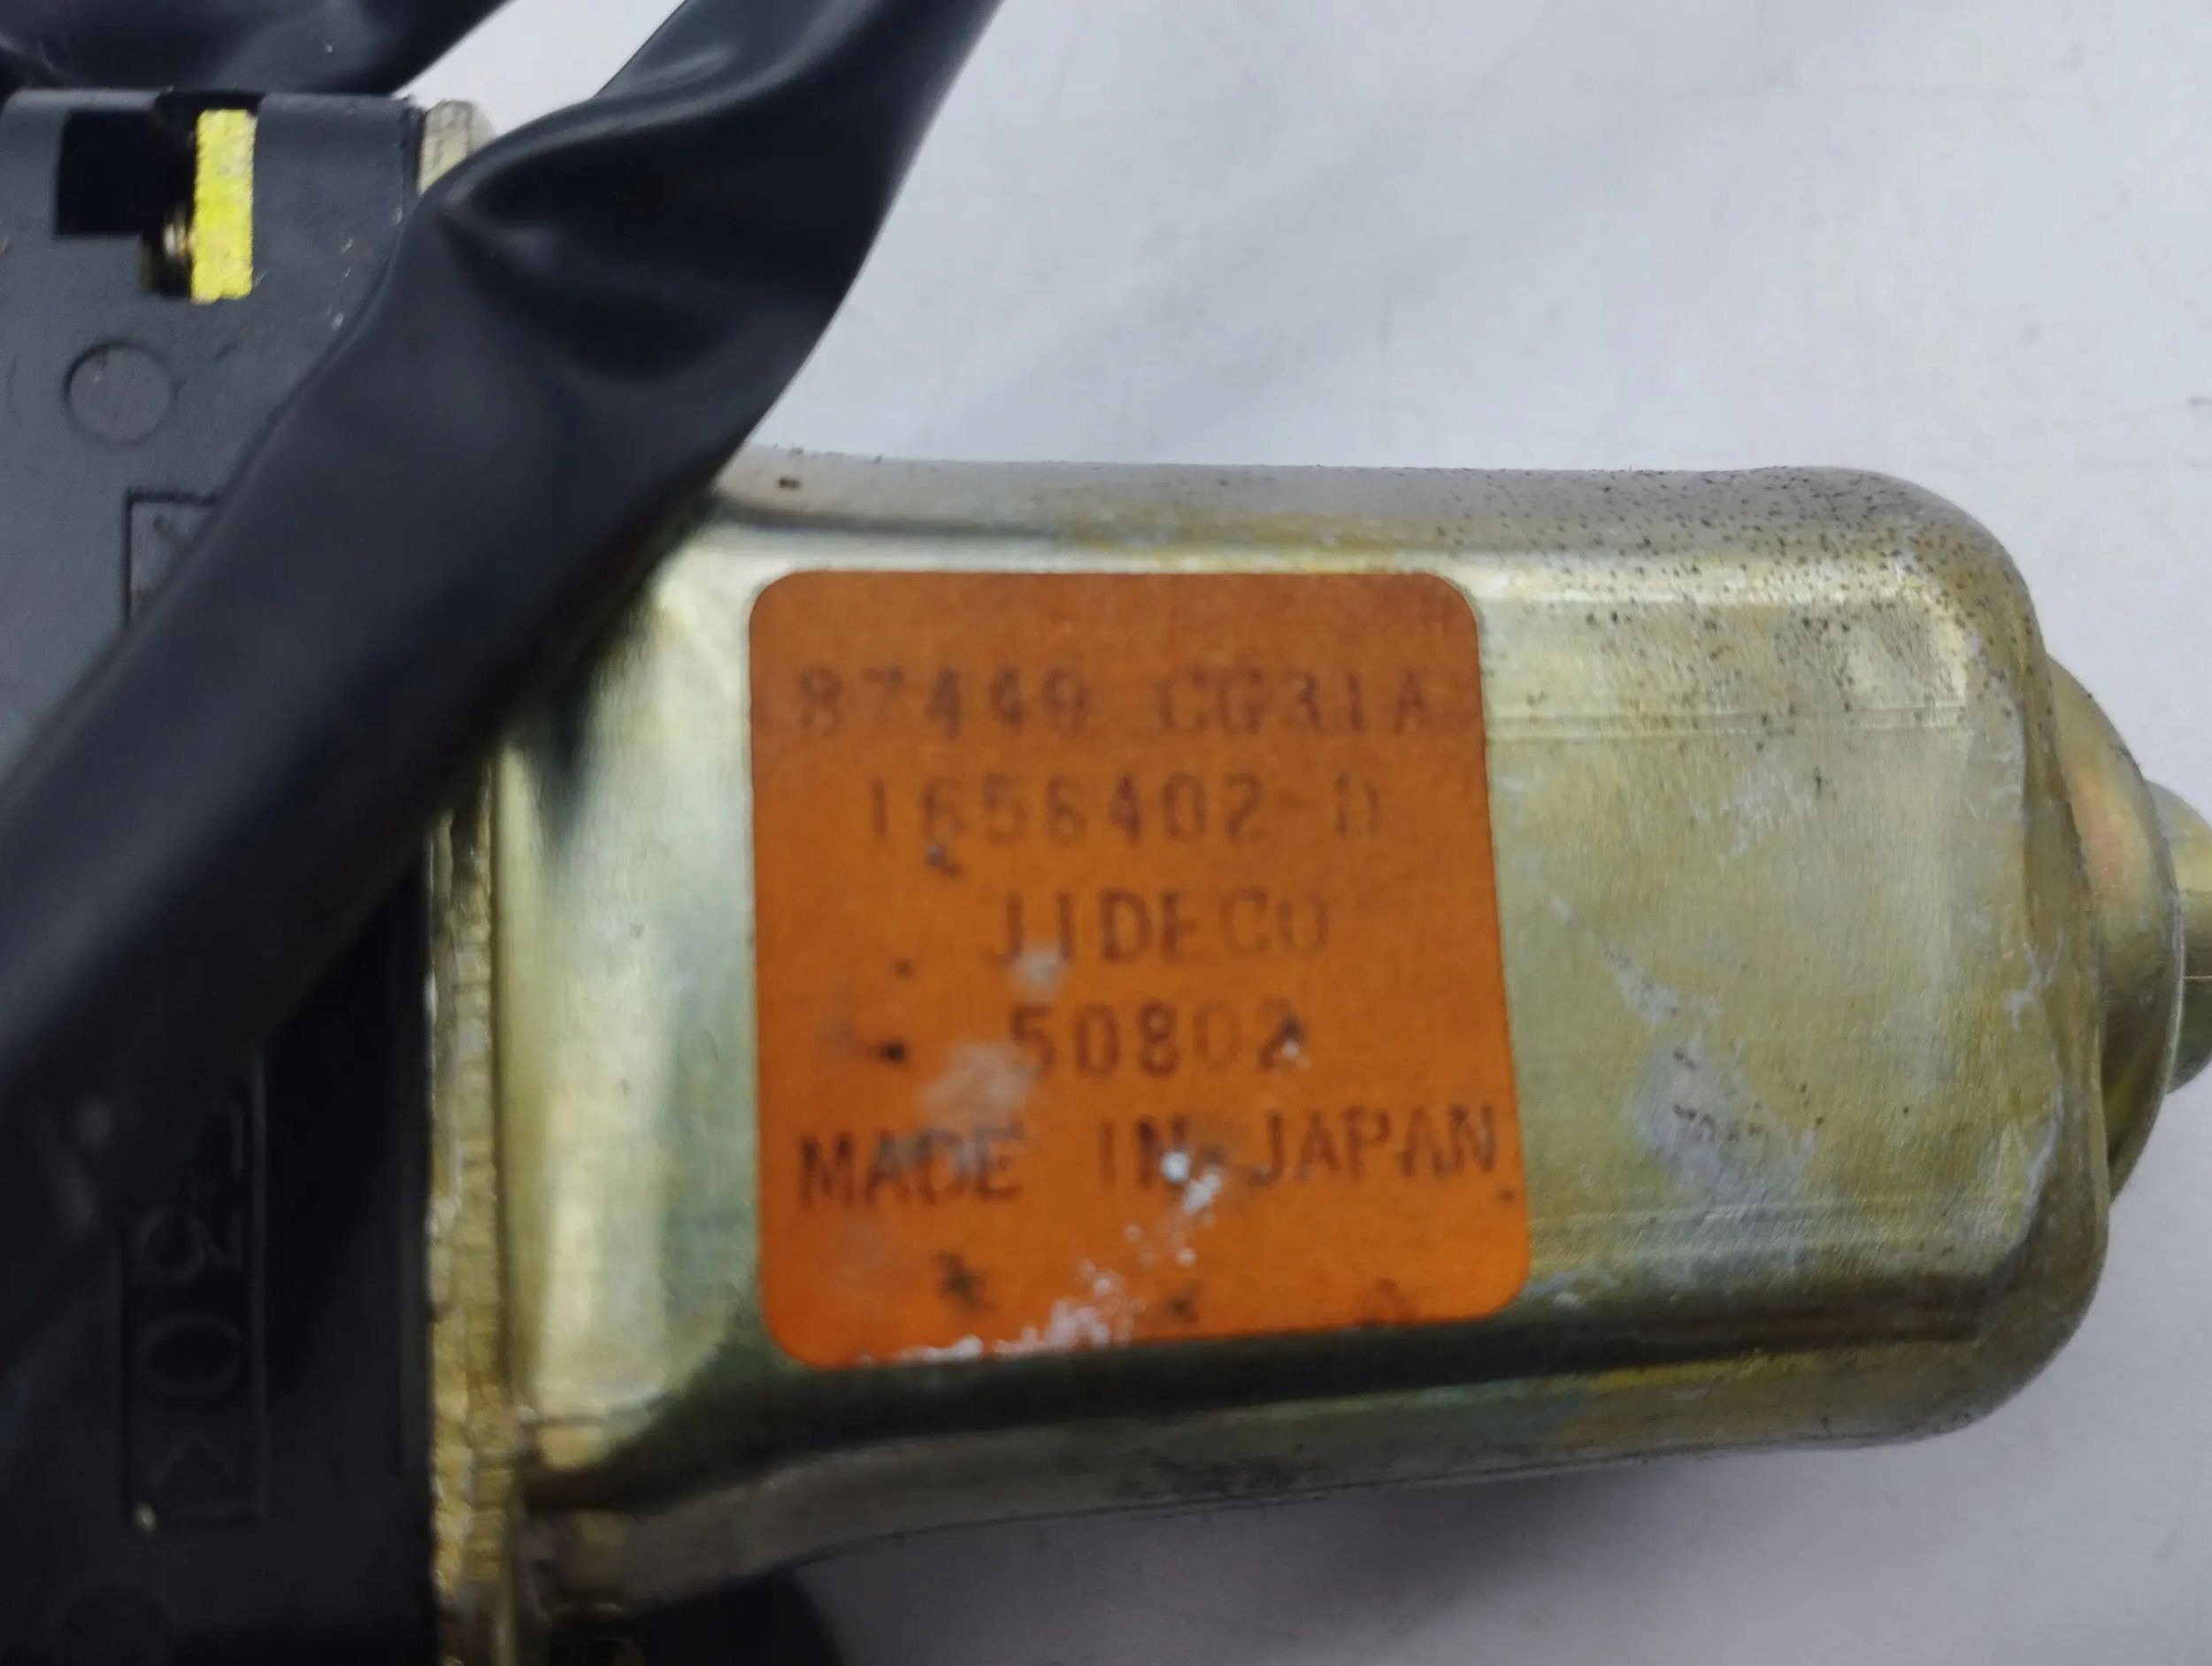 87449 CG31A
1656402-D
JIDECO
50802
MADE IN JAPAN